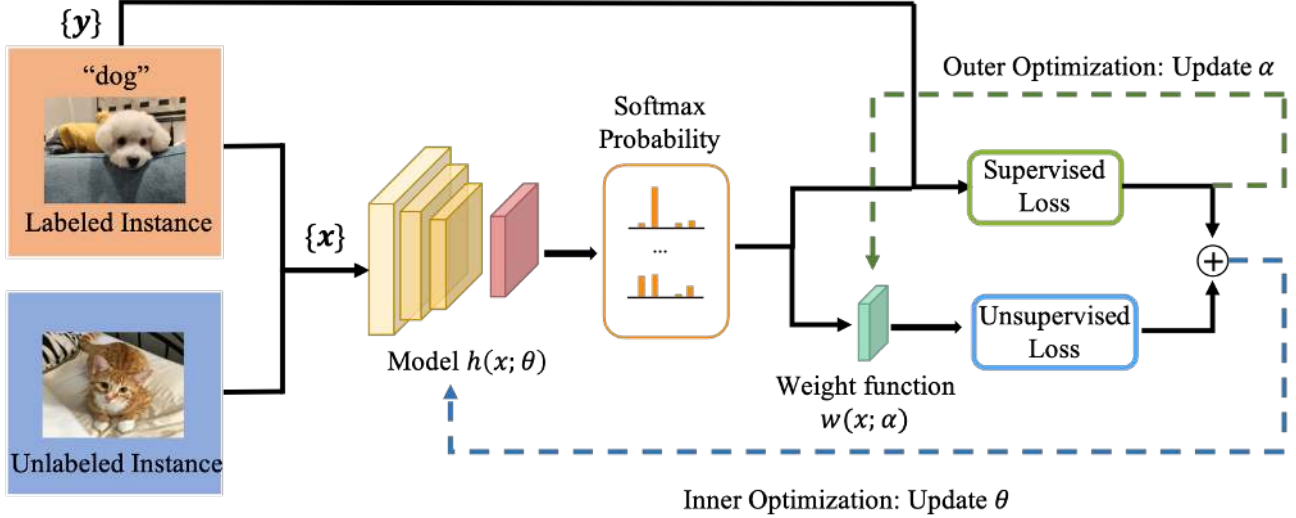 {y}
"dog"
Labeled Instance
{x}
Unlabeled Instance
Model h(x; θ)
Softmax
Probability
...
Outer Optimization: Update α
Supervised
Loss
+
Unsupervised
Loss
Weight function
w(x; α)
Inner Optimization: Update θ